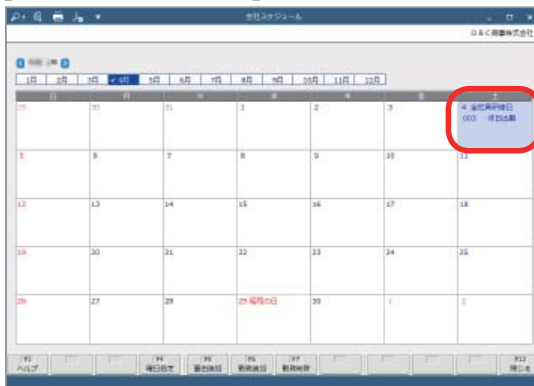 全社スケジュール
OBC商事株式会社
令和 2年
1月 2月 3月 4月 5月 6月 7月 8月 9月 10月 11月 12月
日 月 火 水 木 金 土
29 30 31 1 2 3 4 全社員研修日
003 休日出勤
5 6 7 8 9 10 11
12 13 14 15 16 17 18
19 20 21 22 23 24 25
26 27 28 29 昭和の日 30 1 2
F1 F4 F5 F6 F7 F12
ヘルプ 曜日設定 勤務追加 勤務削除 閉じる